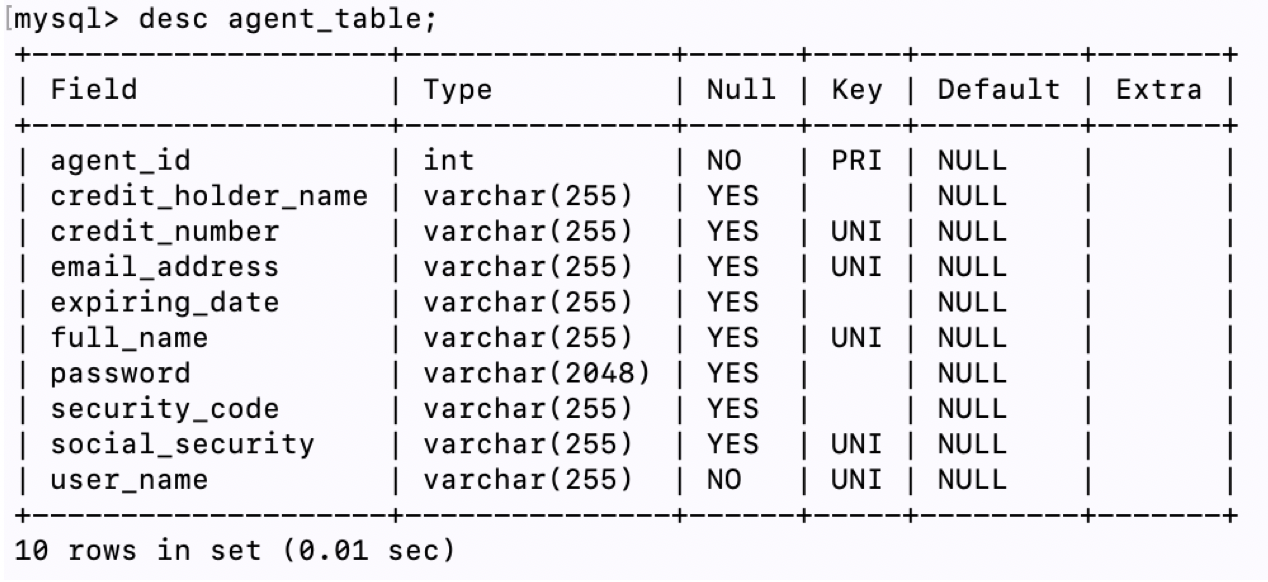 [mysql> desc agent_table;
+---------------------+---------------+------+-----+---------+-------+
| Field              | Type          | Null | Key | Default | Extra |
+---------------------+---------------+------+-----+---------+-------+
| agent_id           | int           | NO   | PRI | NULL    |       |
| credit_holder_name | varchar(255)  | YES  |     | NULL    |       |
| credit_number      | varchar(255)  | YES  | UNI | NULL    |       |
| email_address      | varchar(255)  | YES  | UNI | NULL    |       |
| expiring_date      | varchar(255)  | YES  |     | NULL    |       |
| full_name          | varchar(255)  | YES  | UNI | NULL    |       |
| password           | varchar(2048) | YES  |     | NULL    |       |
| security_code      | varchar(255)  | YES  |     | NULL    |       |
| social_security    | varchar(255)  | YES  | UNI | NULL    |       |
| user_name          | varchar(255)  | NO   | UNI | NULL    |       |
+---------------------+---------------+------+-----+---------+-------+
10 rows in set (0.01 sec)